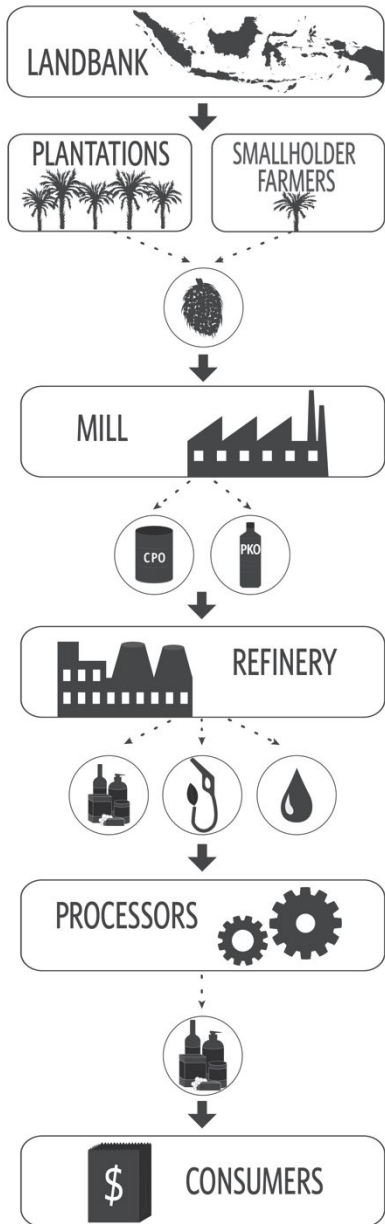 LANDBANK
PLANTATIONS
SMALLHOLDER
FARMERS
MILL
CPO
PKO
REFINERY
PROCESSORS
$
CONSUMERS